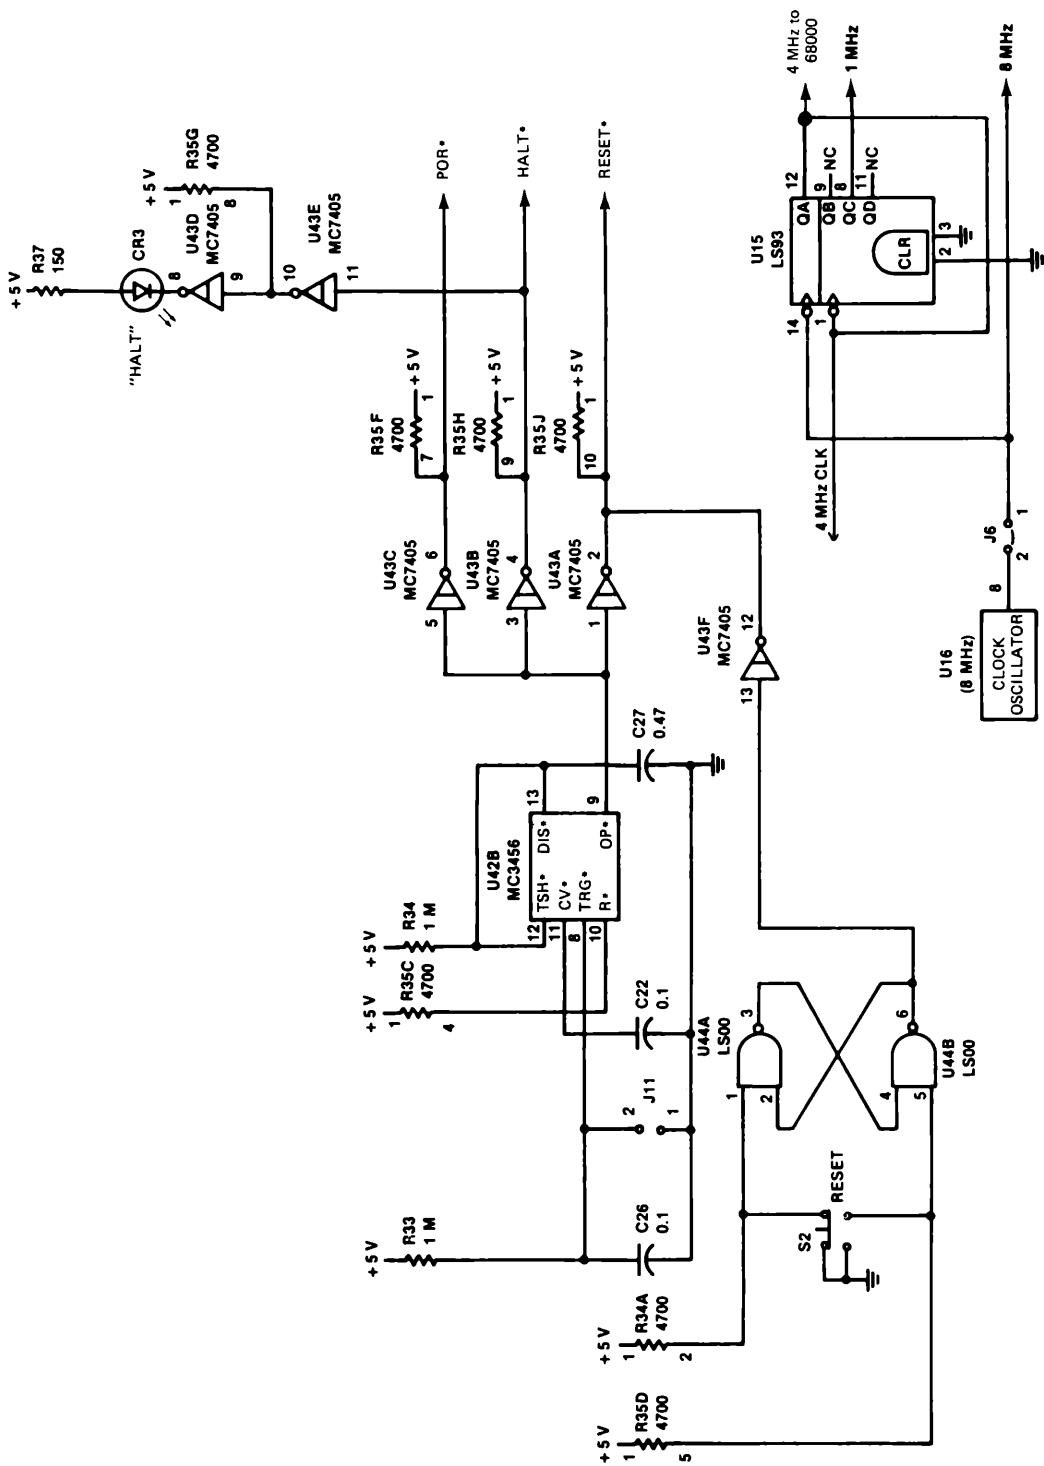 +5 V
R37
150
CR3
"HALT"
8
U43D
MC7405
9
+5 V
1
R35G
4700
8
10
U43E
MC7405
11
POR*
HALT*
RESET*
R35F
4700
7
1
+5 V
R35H
4700
9
1
+5 V
R35J
4700
10
1
+5 V
U43C
MC7405
5
6
U43B
MC7405
3
4
U43A
MC7405
1
2
U43F
MC7405
13
12
+5 V
R34
1 M
+5 V
1
R35C
4700
4
U42B
MC3456
12
11
8
10
TSH*
CV*
TRG*
R*
DIS*
OP*
13
9
C27
0.47
C22
0.1
J11
2
1
+5 V
R33
1 M
C26
0.1
U44A
LS00
1
2
3
4
5
6
U44B
LS00
S2
RESET
+5 V
1
R34A
4700
2
+5 V
1
R35D
4700
5
U15
LS93
14
1
QA
QB
QC
QD
12
9
8
11
NC
NC
CLR
2
3
4 MHz to
68000
1 MHz
8 MHz
4 MHz CLK
J6
2
1
8
U16
(8 MHz)
CLOCK
OSCILLATOR